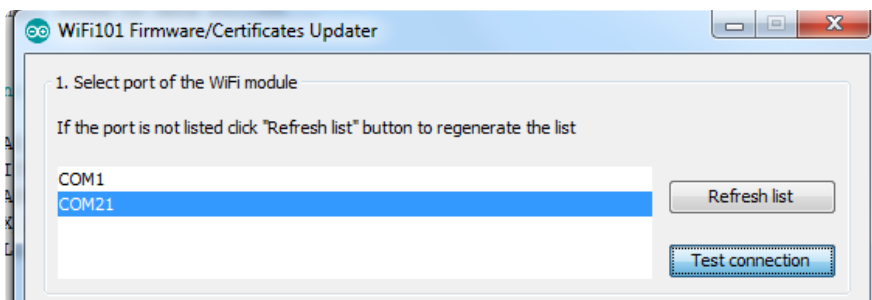 WiFi101 Firmware/Certificates Updater
1. Select port of the WiFi module
If the port is not listed click "Refresh list" button to regenerate the list
COM1
COM21
Refresh list
Test connection